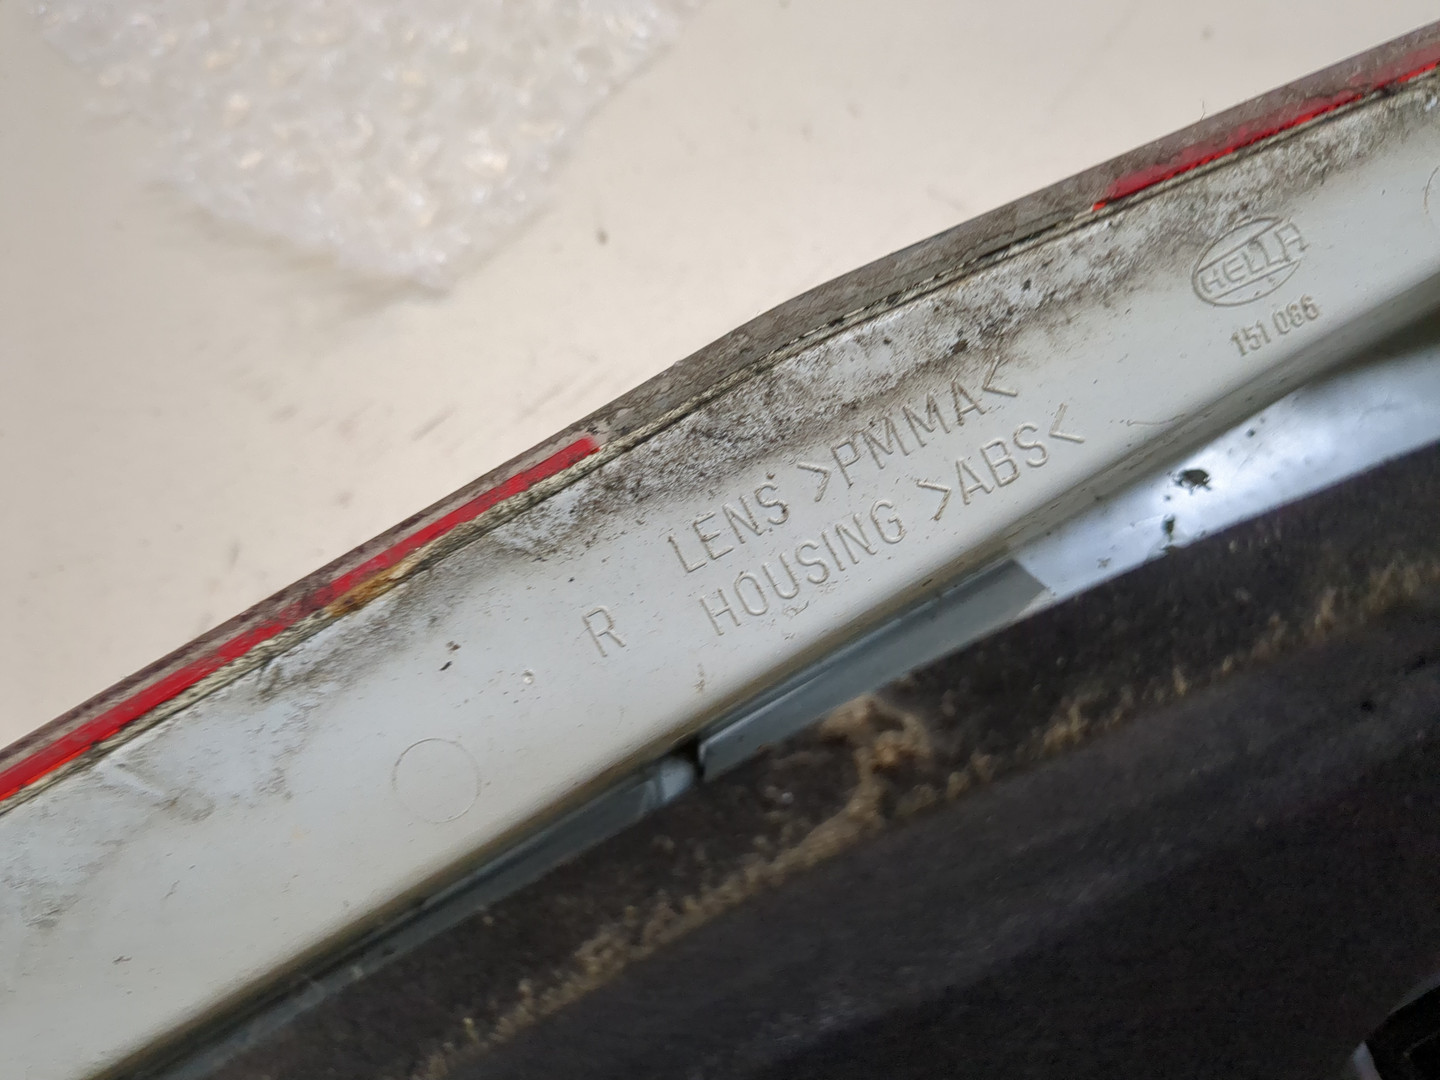 HELLA
151 086
LENS >PMMA<
HOUSING >ABS<
R